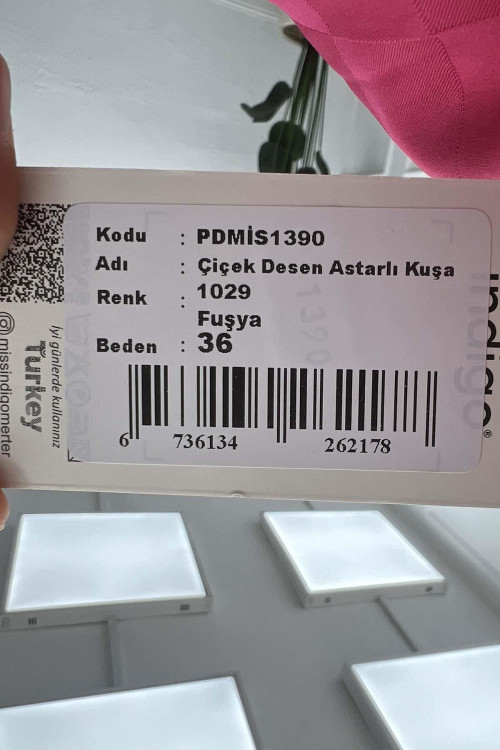 Kodu : PDMİS1390
Adı : Çiçek Desen Astarlı Kuşa
Renk : 1029
Fuşya
Beden : 36
6 736134 262178
İyi günlerde kullanınız
Turkey
missindigomerter
indigo®